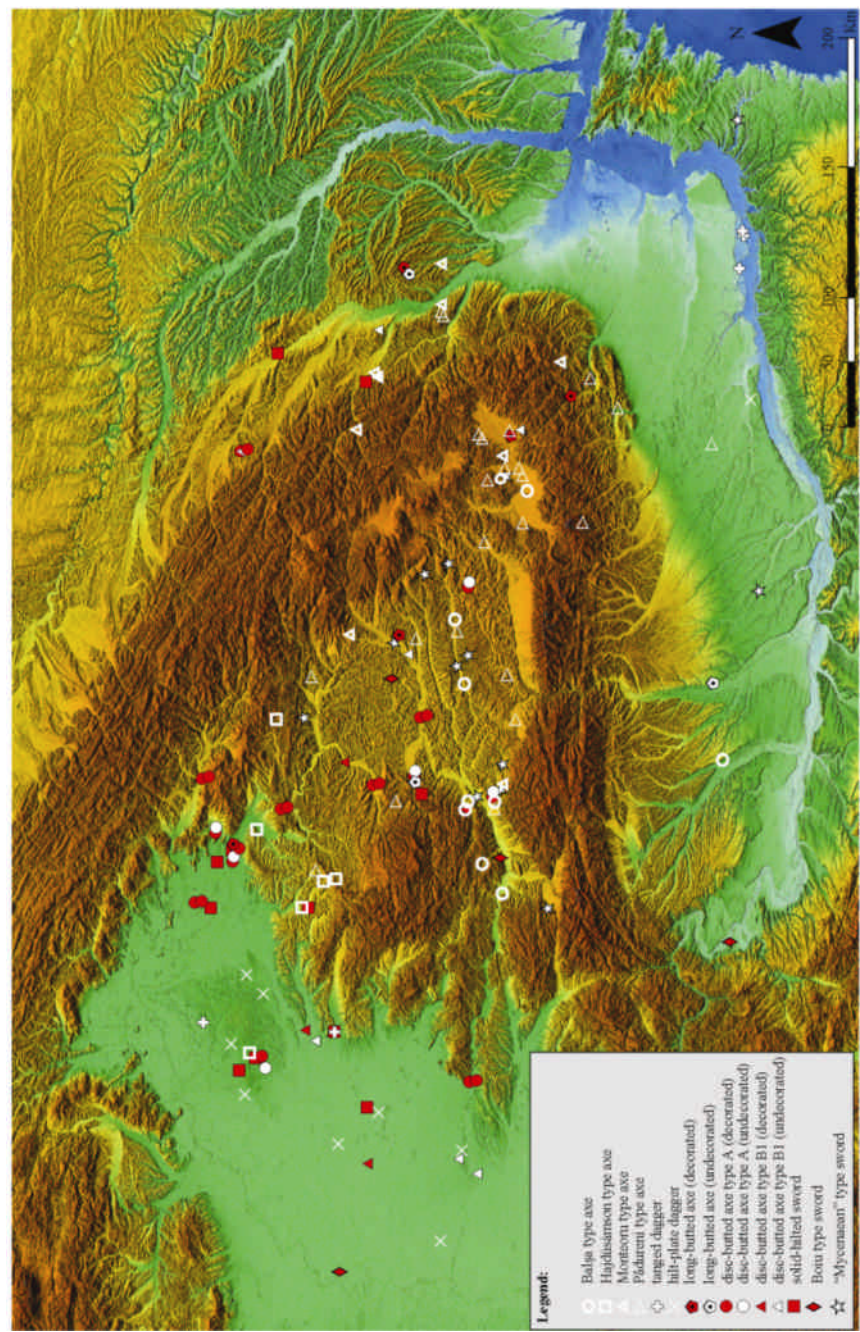 N
0
50
100
150
200
km
Legend:
Balşa type axe
Hajdúsámson type axe
Monteoru type axe
Pădureni type axe
tanged dagger
hilt-plate dagger
long-butted axe (decorated)
long-butted axe (undecorated)
disc-butted axe type A (decorated)
disc-butted axe type A (undecorated)
disc-butted axe type B1 (decorated)
disc-butted axe type B1 (undecorated)
solid-hilted sword
Boiu type sword
"Mycenaean" type sword